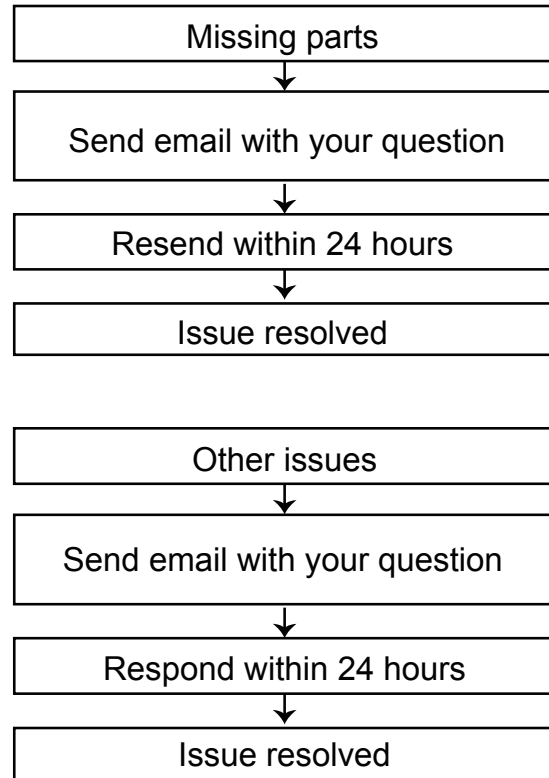 Missing parts
Send email with your question
Resend within 24 hours
Issue resolved
Other issues
Send email with your question
Respond within 24 hours
Issue resolved